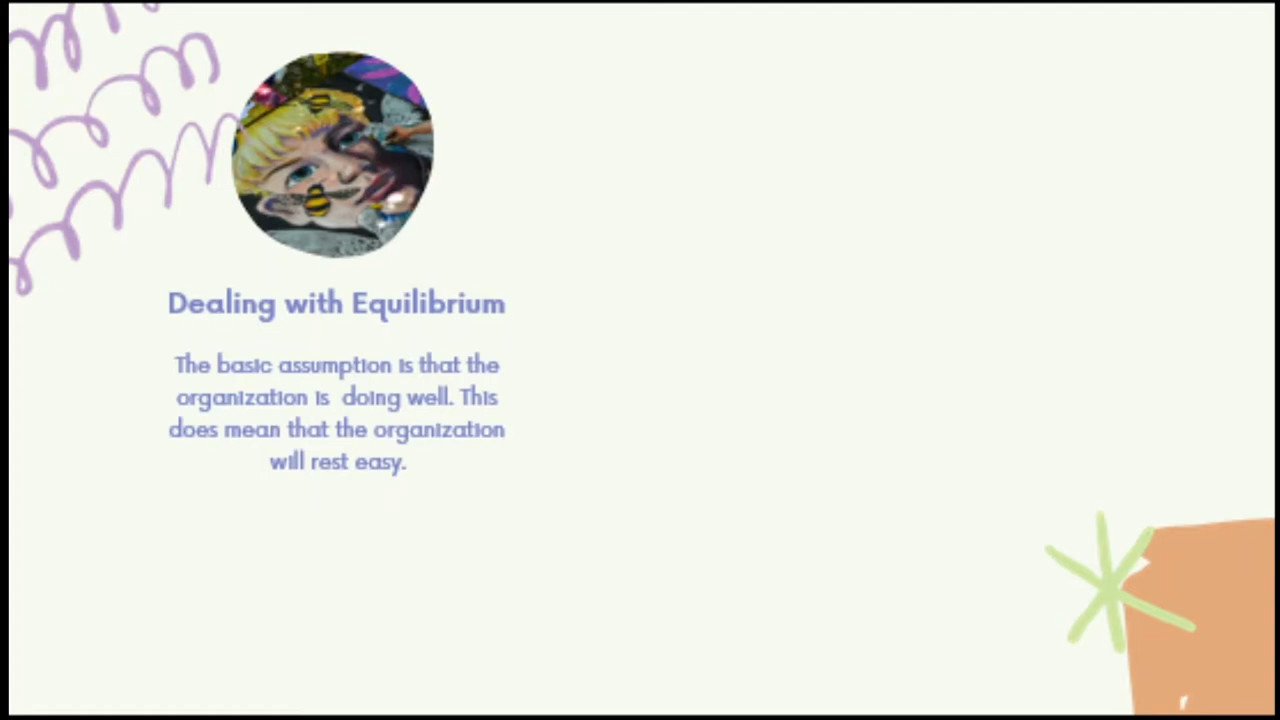 Dealing with Equilibrium
The basic assumption is that the
organization is doing well. This
does mean that the organization
will rest easy.